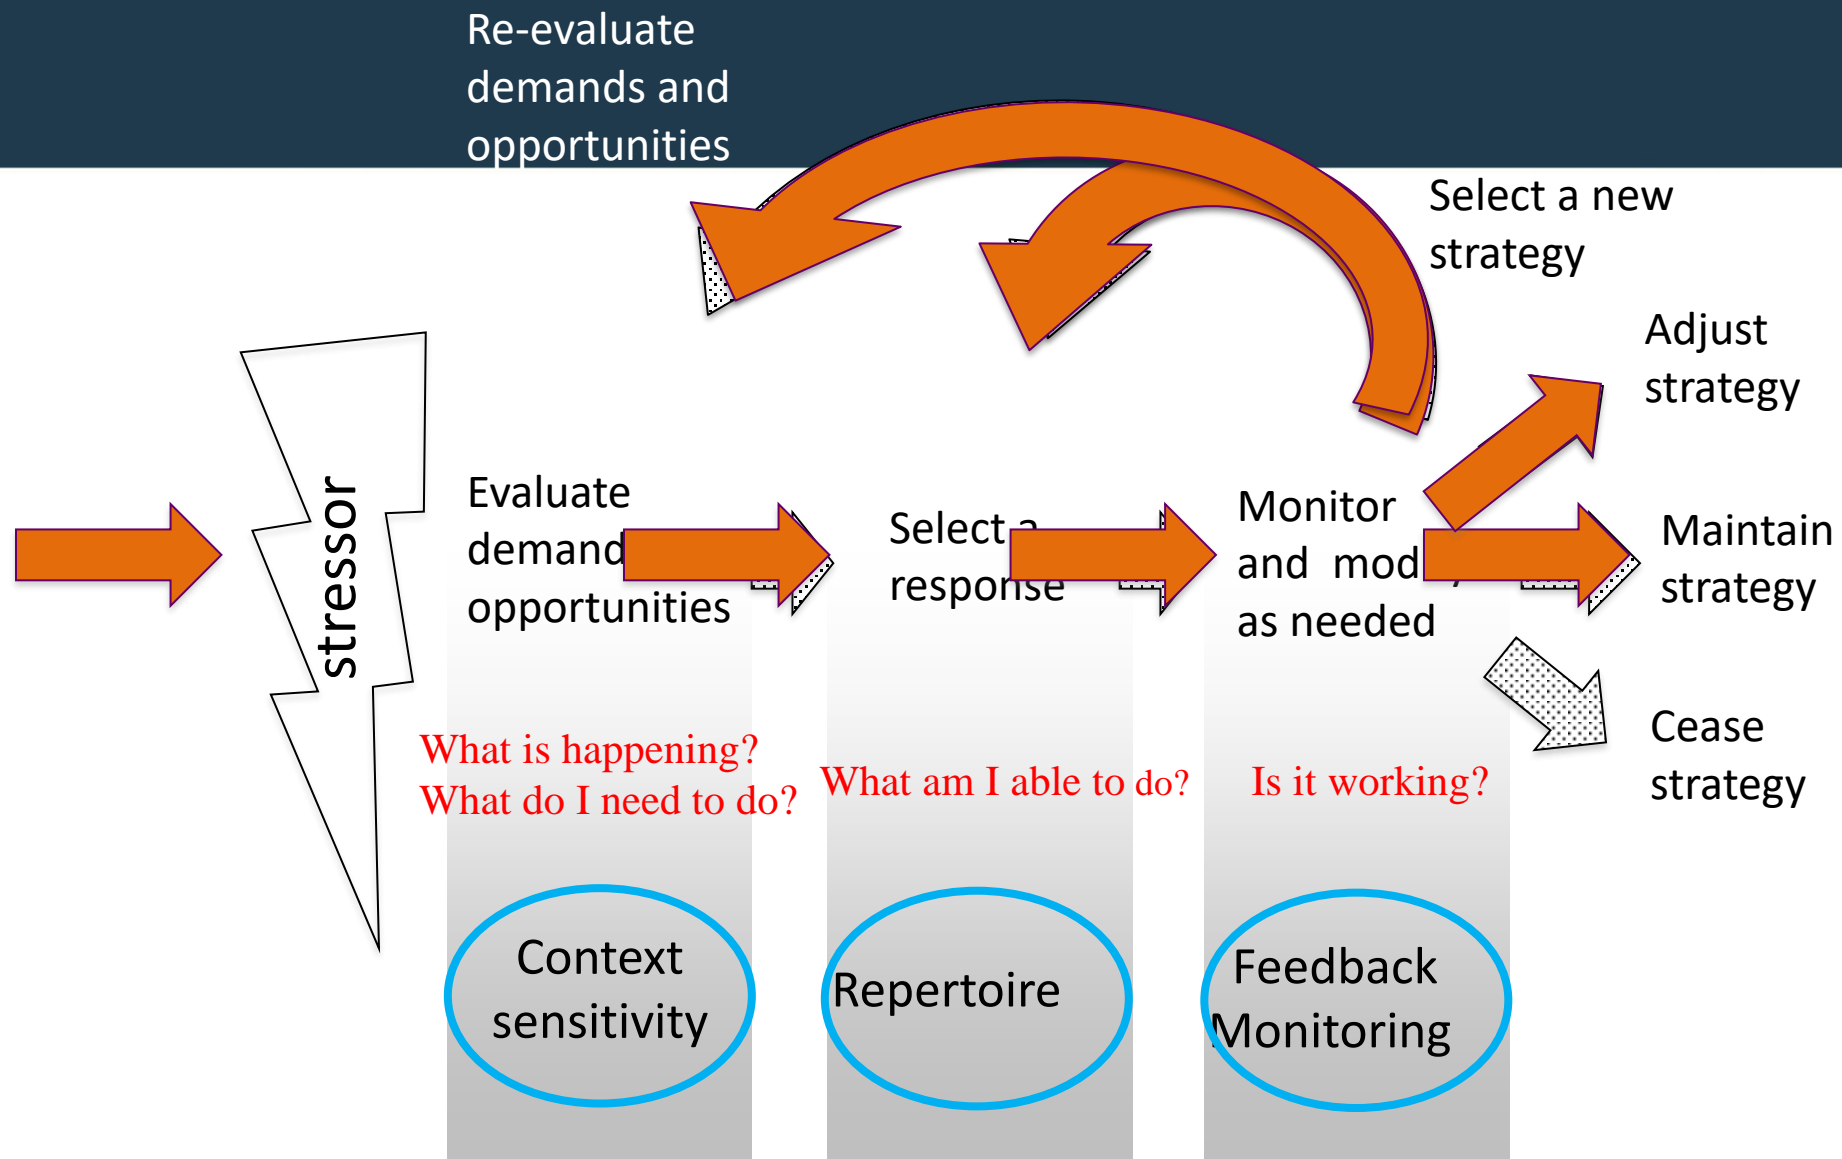 Re-evaluate
demands and
opportunities
Select a new
strategy
Adjust
strategy
stressor
Evaluate
demand
opportunities
Select a
response
Monitor
and mod
as needed
Maintain
strategy
Cease
strategy
What is happening?
What do I need to do?
What am I able to do?
Is it working?
Context
sensitivity
Repertoire
Feedback
Monitoring